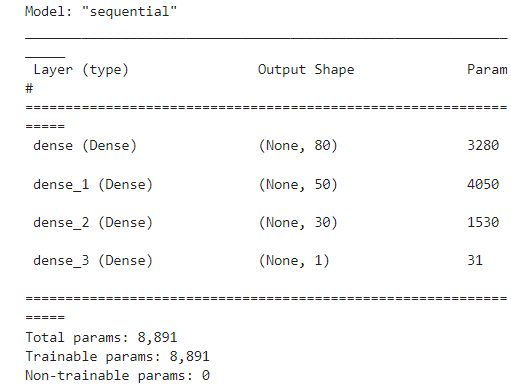 Model: "sequential"
_________________________________________________________________
_____
Layer (type) Output Shape Param
#
=================================================================
=====
dense (Dense) (None, 80) 3280
dense_1 (Dense) (None, 50) 4050
dense_2 (Dense) (None, 30) 1530
dense_3 (Dense) (None, 1) 31
=================================================================
=====
Total params: 8,891
Trainable params: 8,891
Non-trainable params: 0